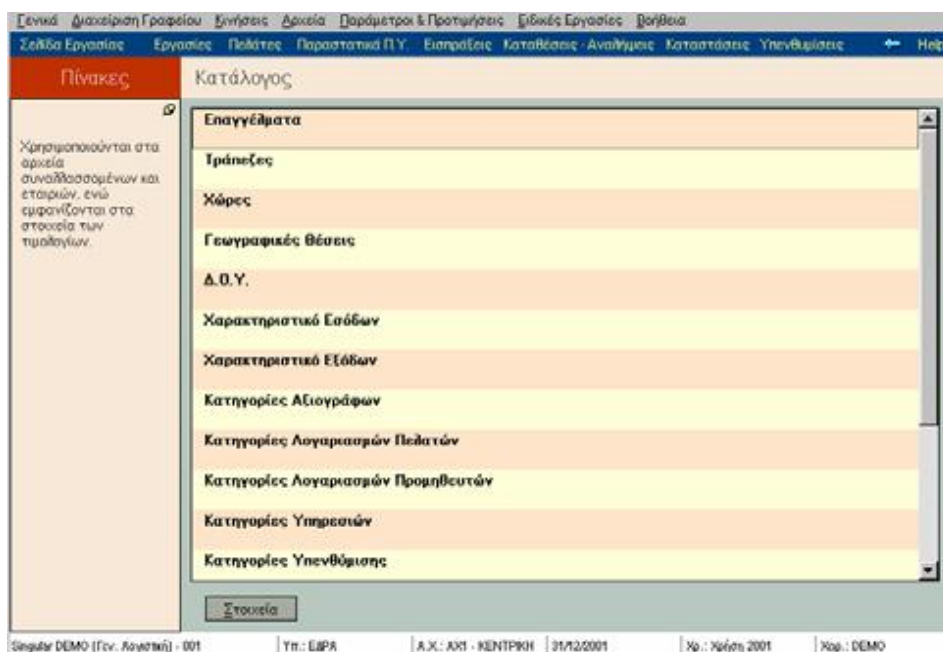 Γενικά Διαχείριση Γραφείου Κινήσεις Αρχεία Παράμετροι & Προτιμήσεις Ειδικές Εργασίες Βοήθεια
Σελίδα Εργασίας Εργασίες Πελάτες Παραστατικά Π.Υ. Εισπράξεις Καταθέσεις - Αναλήψεις Καταστάσεις Υπενθυμίσεις Help
Πίνακες
Κατάλογος
Χρησιμοποιούνται στα
αρχεία
συναλλασσομένων και
εταιριών, ενώ
εμφανίζονται στα
στοιχεία των
τιμολογίων.
Επαγγέλματα
Τράπεζες
Χώρες
Γεωγραφικές Θέσεις
Δ.Ο.Υ.
Χαρακτηριστικό Εσόδων
Χαρακτηριστικό Εξόδων
Κατηγορίες Αξιογράφων
Κατηγορίες Λογαριασμών Πελατών
Κατηγορίες Λογαριασμών Προμηθευτών
Κατηγορίες Υπηρεσιών
Κατηγορίες Υπενθύμισης
Στοιχεία
Singular DEMO (Γεν. Λογιστική) - 001 Υπ.: ΕΔΡΑ Α.Χ.: ΑΧ1 - ΚΕΝΤΡΙΚΗ 31/12/2001 Χρ.: Χρήση 2001 Χειρ.: DEMO